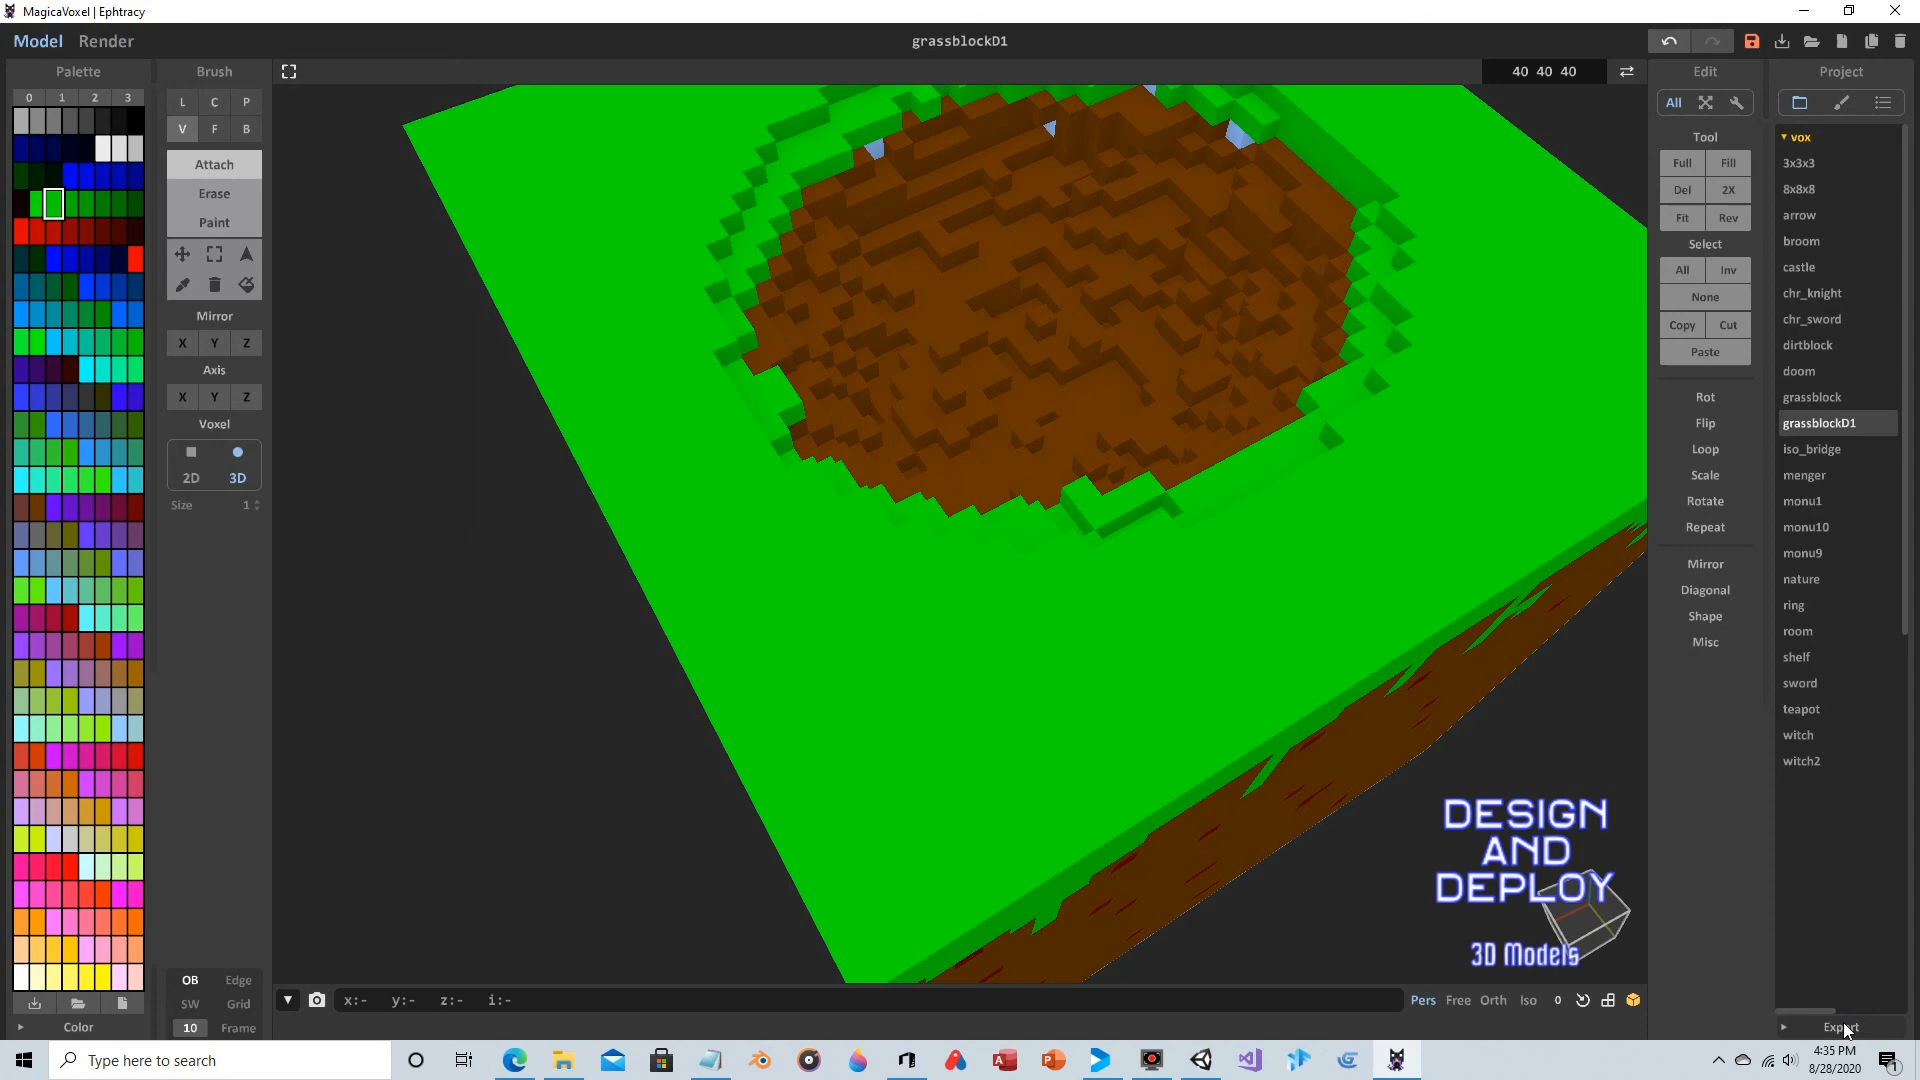 MagicaVoxel | Ephtracy
Model Render
grassblockD1
Palette
Brush
40 40 40
Edit
Project
0 1 2 3
L C P
V F B
Attach
Erase
Paint
Mirror
X Y Z
Axis
X Y Z
Voxel
2D 3D
Size 1
OB Edge
SW Grid
10 Frame
Color
All
Tool
Full Fill
Del 2X
Fit Rev
Select
All Inv
None
Copy Cut
Paste
Rot
Flip
Loop
Scale
Rotate
Repeat
Mirror
Diagonal
Shape
Misc
vox
3x3x3
8x8x8
arrow
broom
castle
chr_knight
chr_sword
dirtblock
doom
grassblock
grassblockD1
iso_bridge
menger
monu1
monu10
monu9
nature
ring
room
shelf
sword
teapot
witch
witch2
DESIGN
AND
DEPLOY
3D Models
x:- y:- z:- i:-
Pers Free Orth Iso 0
Export
Type here to search
4:35 PM
8/28/2020
1